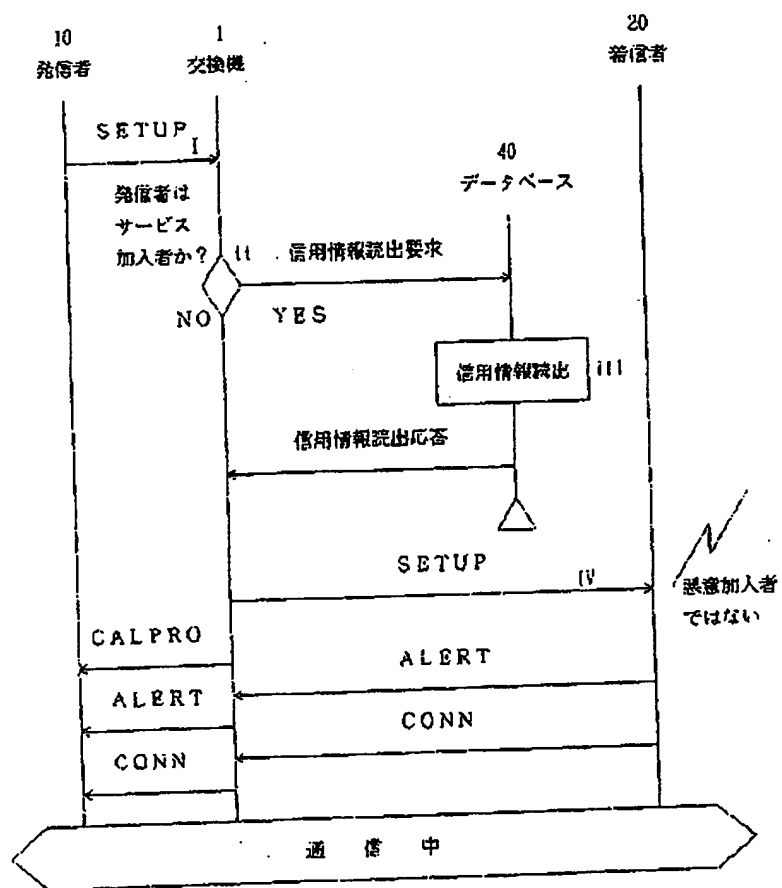 10
発信者
1
交換機
20
着信者
SETUP
I
40
データベース
発信者は
サービス
加入者か?
ii
信用情報読出要求
NO
YES
信用情報読出
iii
信用情報読出応答
SETUP
IV
悪意加入者
ではない
CALPRO
ALERT
ALERT
CONN
CONN
通信中